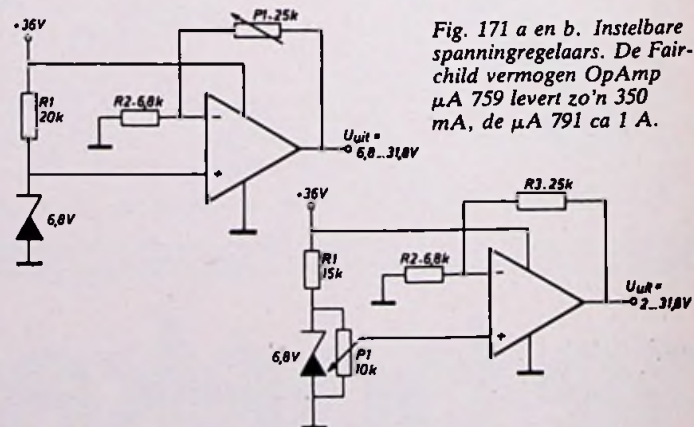 Fig. 171 a en b. Instelbare
spanningregelaars. De Fair-
child vermogen OpAmp
µA 759 levert zo'n 350
mA, de µA 791 ca 1 A.
+36V
P1-25k
R1
20k
R2-6,8k
-
+
Uuit=
6,8...31,8V
6,8V
+36V
R3-25k
R1
15k
R2-6,8k
-
+
Uuit=
2...31,8V
6,8V
P1
10k